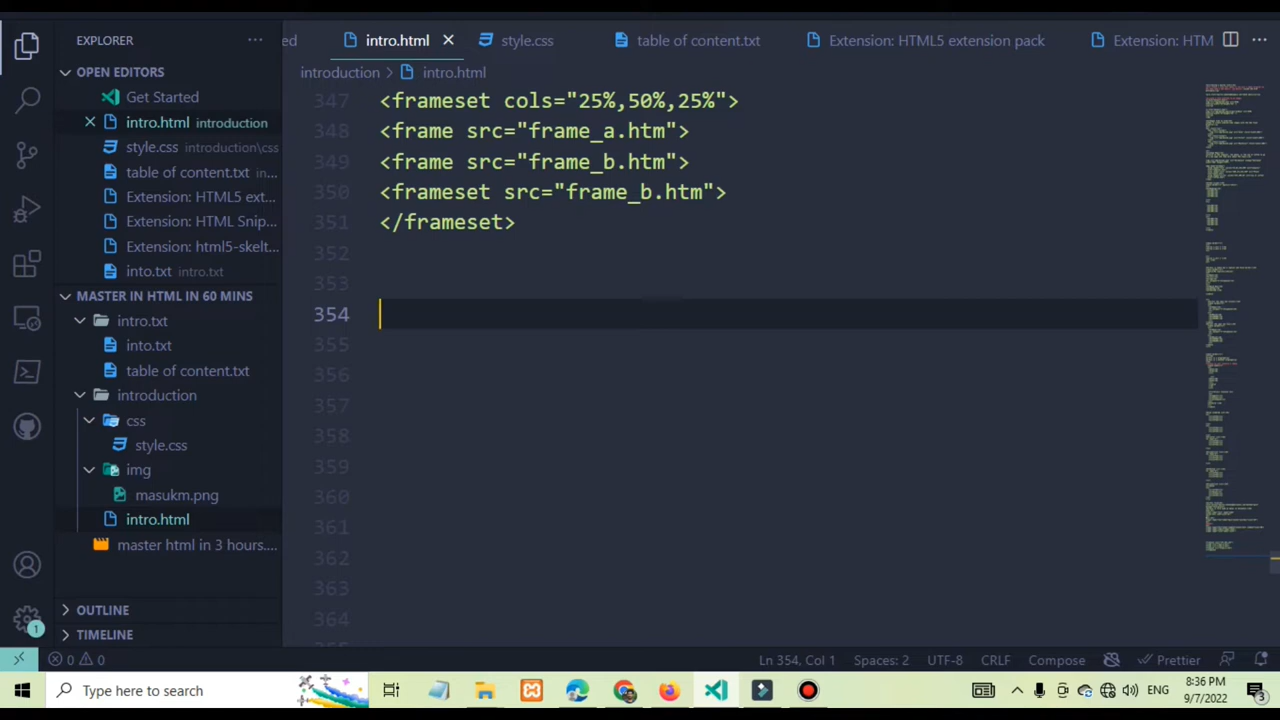 EXPLORER
ed
intro.html
style.css
table of content.txt
Extension: HTML5 extension pack
Extension: HTM
OPEN EDITORS
introduction > intro.html
Get Started
intro.html introduction
style.css introduction\css
table of content.txt in...
Extension: HTML5 ext...
Extension: HTML Snip...
Extension: html5-skelt...
into.txt intro.txt
MASTER IN HTML IN 60 MINS
intro.txt
into.txt
table of content.txt
introduction
css
style.css
img
masukm.png
intro.html
master html in 3 hours....
OUTLINE
TIMELINE
347 <frameset cols="25%,50%,25%">
348 <frame src="frame_a.htm">
349 <frame src="frame_b.htm">
350 <frameset src="frame_b.htm">
351 </frameset>
352
353
354
355
356
357
358
359
360
361
362
363
364
1
0 0
Ln 354, Col 1
Spaces: 2
UTF-8
CRLF
Compose
Prettier
Type here to search
ENG
8:36 PM
9/7/2022
3